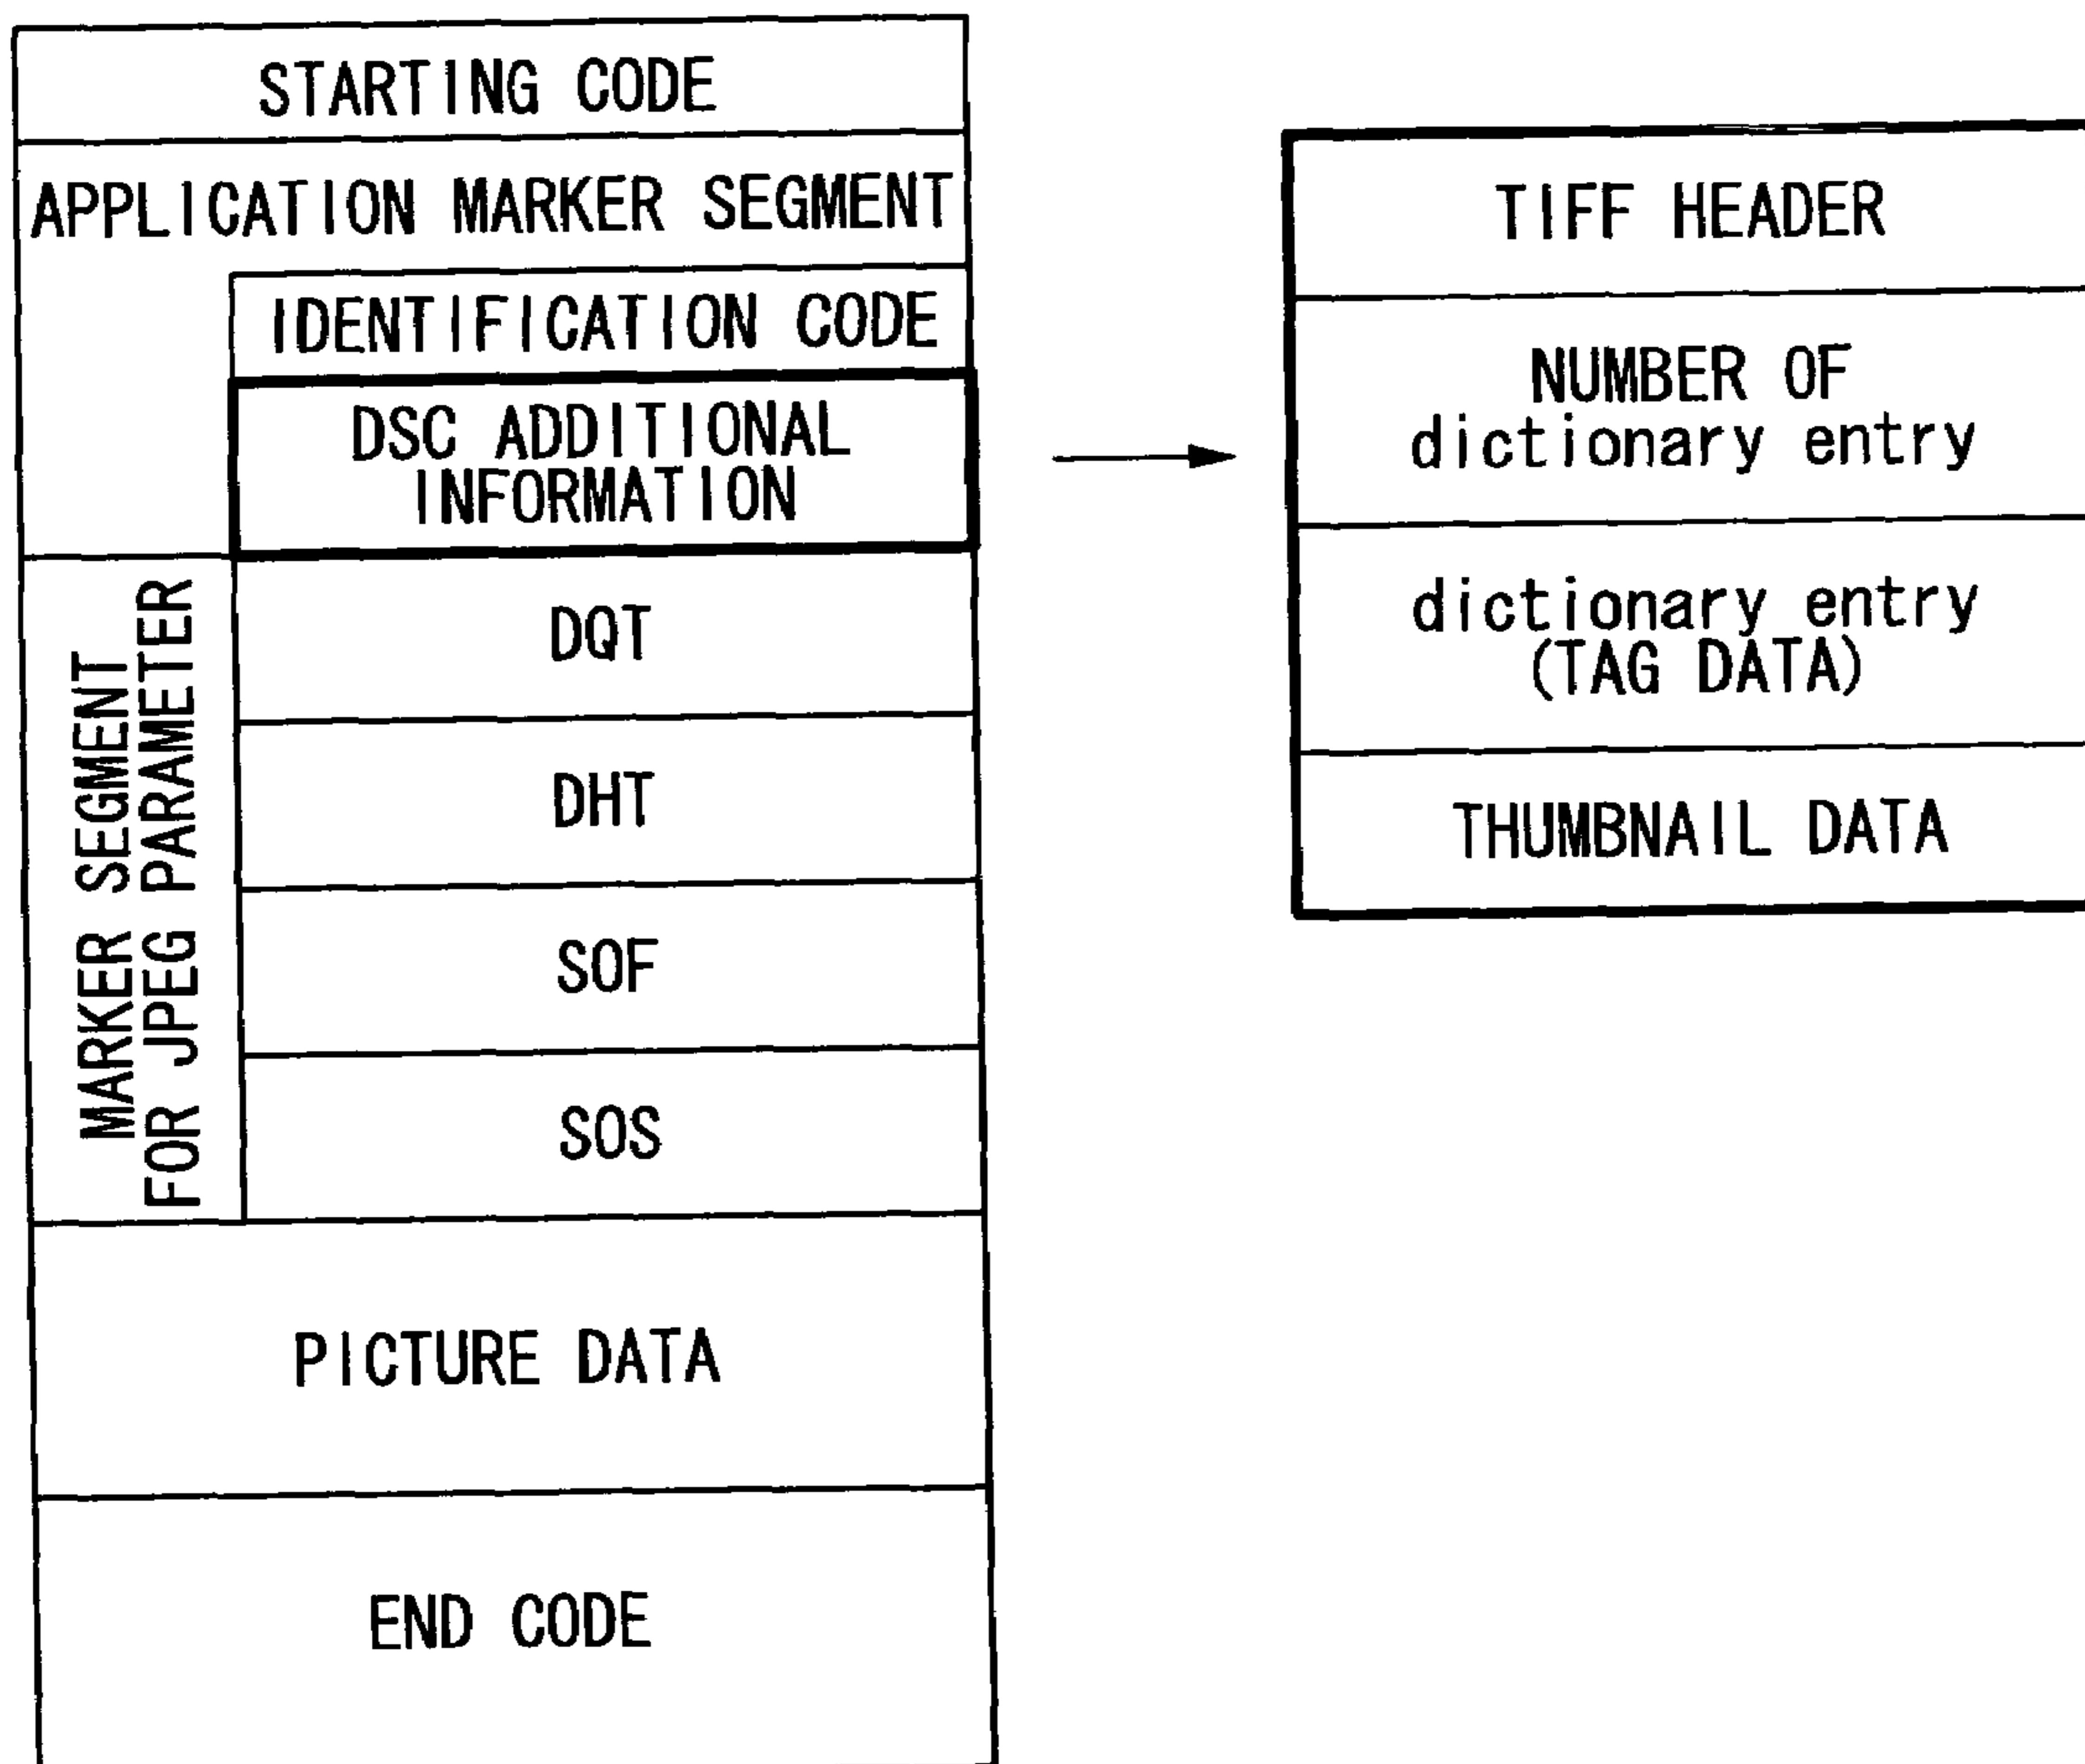 STARTING CODE
APPLICATION MARKER SEGMENT
IDENTIFICATION CODE
DSC ADDITIONAL
INFORMATION
MARKER SEGMENT
FOR JPEG PARAMETER
DQT
DHT
SOF
SOS
PICTURE DATA
END CODE
TIFF HEADER
NUMBER OF
dictionary entry
dictionary entry
(TAG DATA)
THUMBNAIL DATA